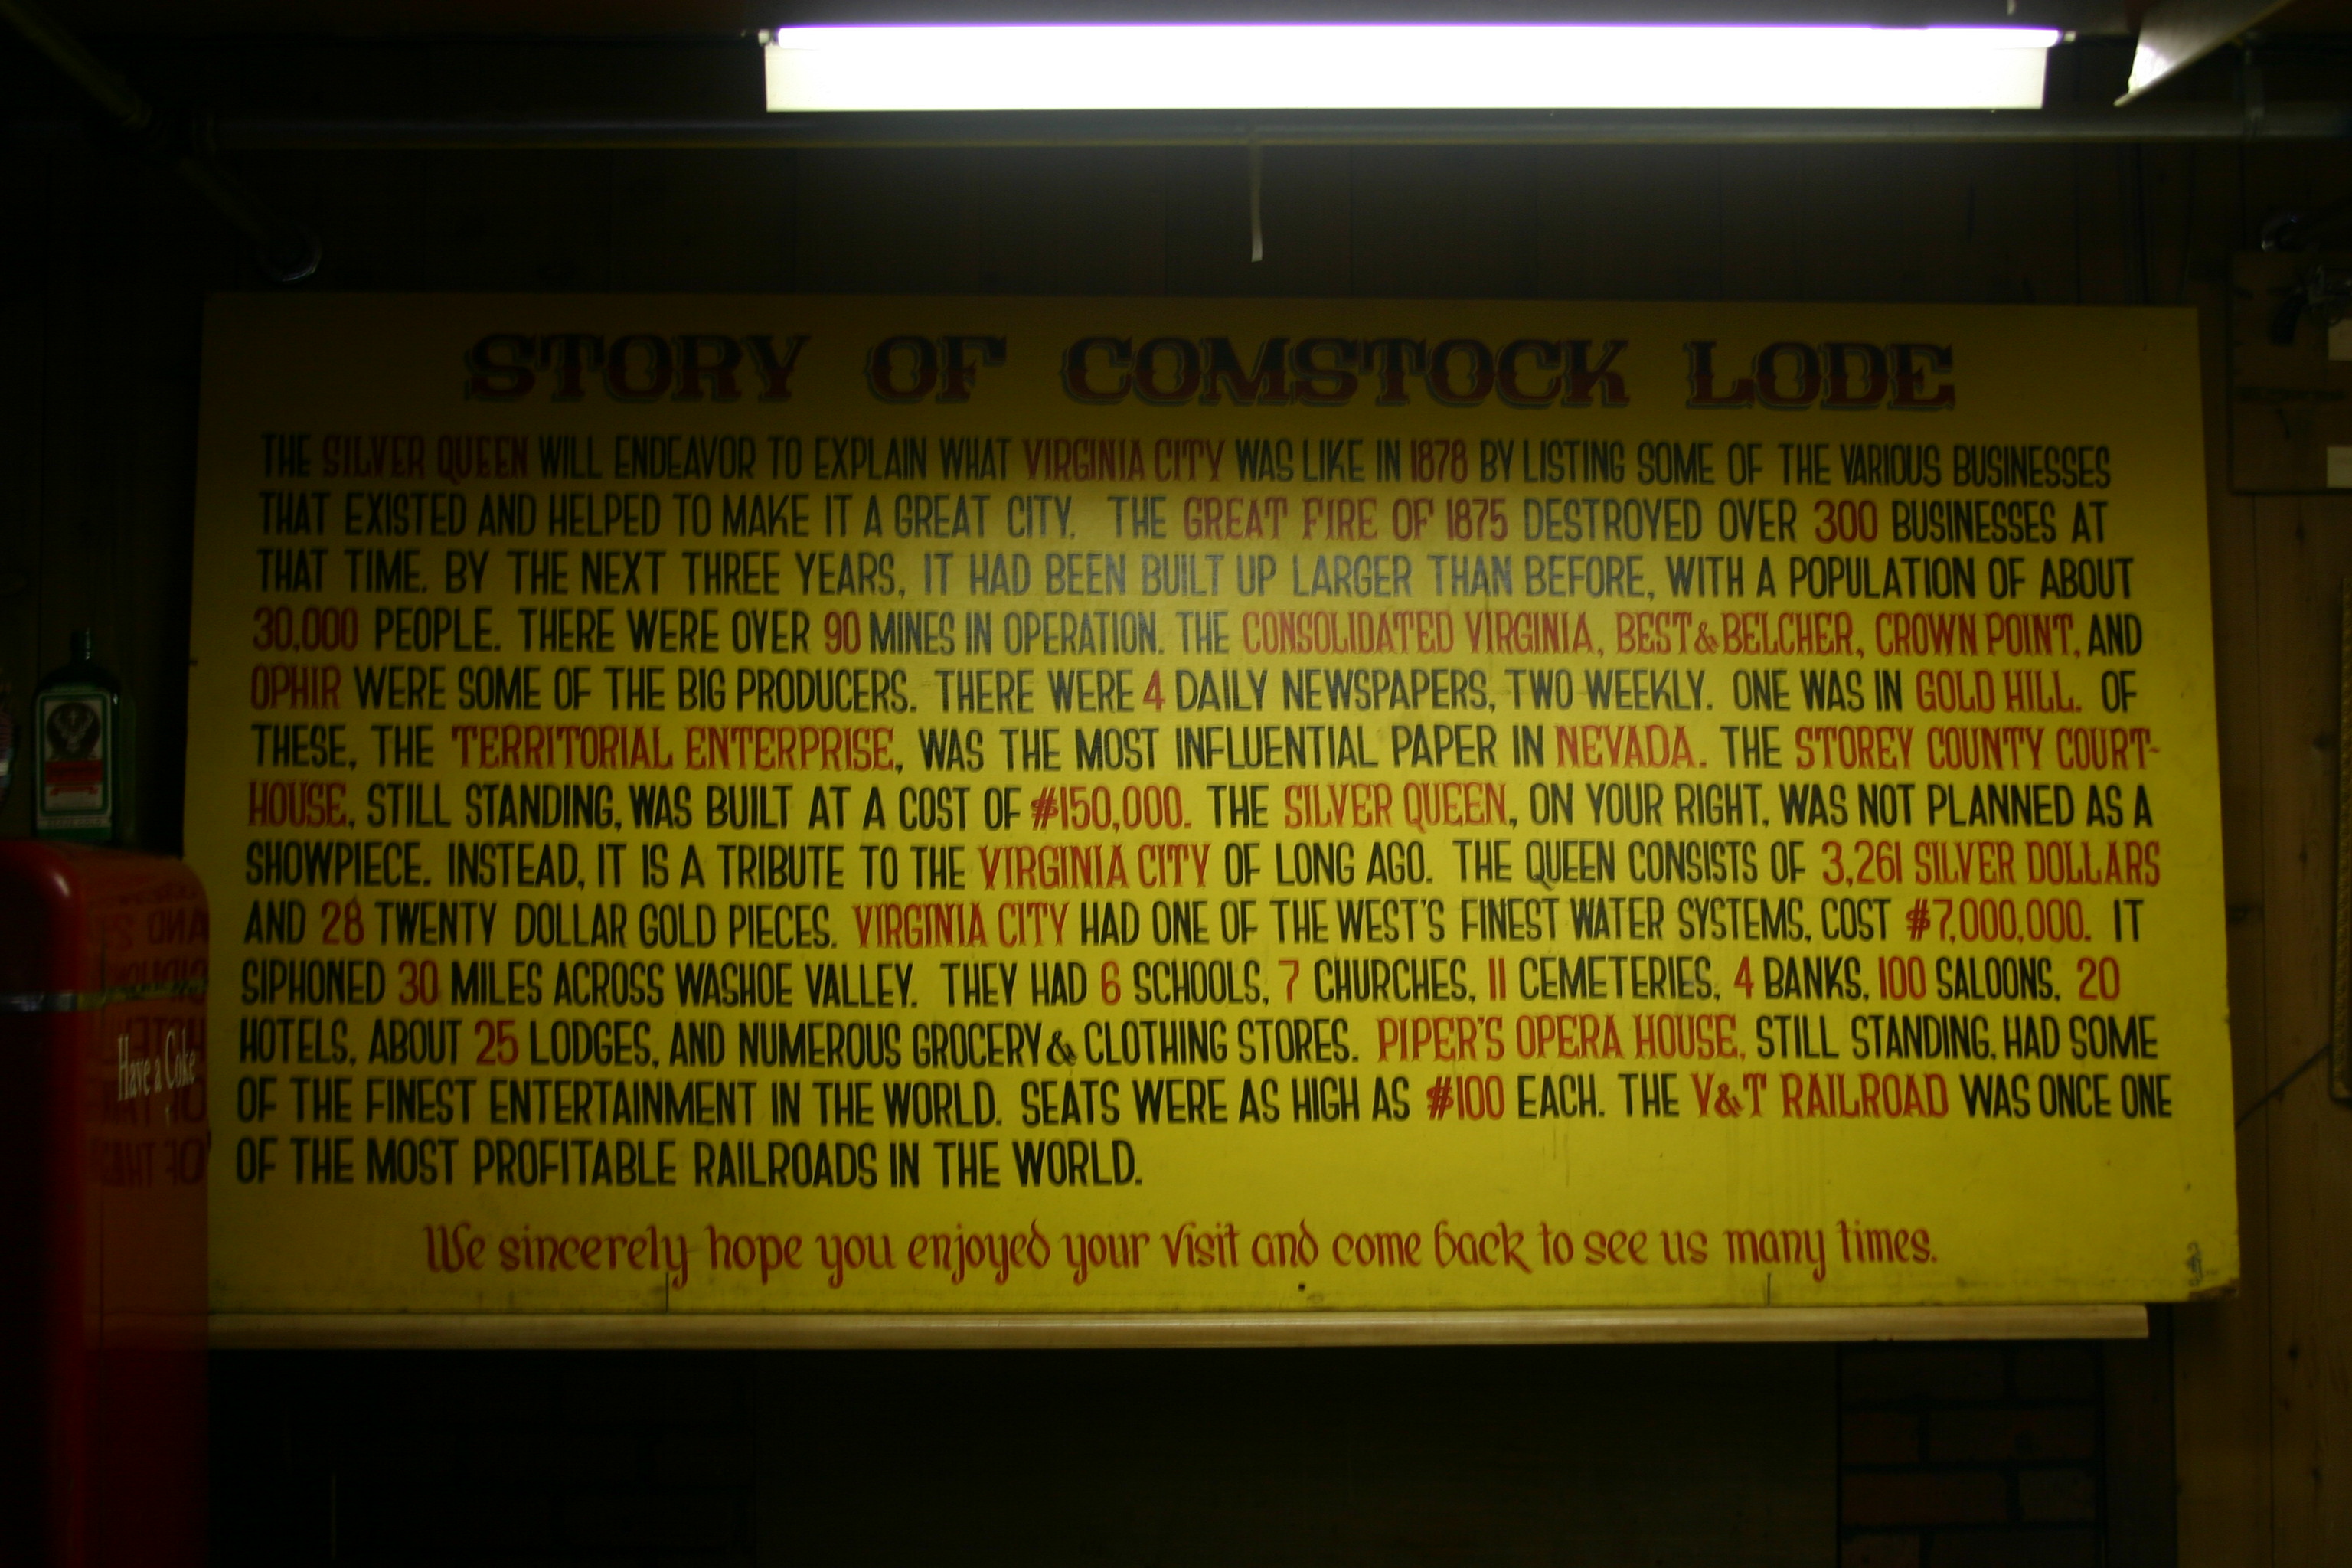 STORY OF COMSTOCK LODE
THE SILVER QUEEN WILL ENDEAVOR TO EXPLAIN WHAT VIRGINIA CITY WAS LIKE IN 1878 BY LISTING SOME OF THE VARIOUS BUSINESSES
THAT EXISTED AND HELPED TO MAKE IT A GREAT CITY. THE GREAT FIRE OF 1875 DESTROYED OVER 300 BUSINESSES AT
THAT TIME. BY THE NEXT THREE YEARS, IT HAD BEEN BUILT UP LARGER THAN BEFORE, WITH A POPULATION OF ABOUT
30,000 PEOPLE. THERE WERE OVER 90 MINES IN OPERATION. THE CONSOLIDATED VIRGINIA, BEST & BELCHER, CROWN POINT, AND
OPHIR WERE SOME OF THE BIG PRODUCERS. THERE WERE 4 DAILY NEWSPAPERS, TWO WEEKLY. ONE WAS IN GOLD HILL. OF
THESE, THE TERRITORIAL ENTERPRISE, WAS THE MOST INFLUENTIAL PAPER IN NEVADA. THE STOREY COUNTY COURT-
HOUSE, STILL STANDING, WAS BUILT AT A COST OF $150,000. THE SILVER QUEEN, ON YOUR RIGHT, WAS NOT PLANNED AS A
SHOWPIECE. INSTEAD, IT IS A TRIBUTE TO THE VIRGINIA CITY OF LONG AGO. THE QUEEN CONSISTS OF 3,261 SILVER DOLLARS
AND 28 TWENTY DOLLAR GOLD PIECES. VIRGINIA CITY HAD ONE OF THE WEST'S FINEST WATER SYSTEMS, COST $7,000,000. IT
SIPHONED 30 MILES ACROSS WASHOE VALLEY. THEY HAD 6 SCHOOLS, 7 CHURCHES, 11 CEMETERIES, 4 BANKS, 100 SALOONS, 20
HOTELS, ABOUT 25 LODGES, AND NUMEROUS GROCERY & CLOTHING STORES. PIPER'S OPERA HOUSE, STILL STANDING, HAD SOME
OF THE FINEST ENTERTAINMENT IN THE WORLD. SEATS WERE AS HIGH AS $100 EACH. THE V&T RAILROAD WAS ONCE ONE
OF THE MOST PROFITABLE RAILROADS IN THE WORLD.
We sincerely hope you enjoyed your visit and come back to see us many times.
Have a Coke